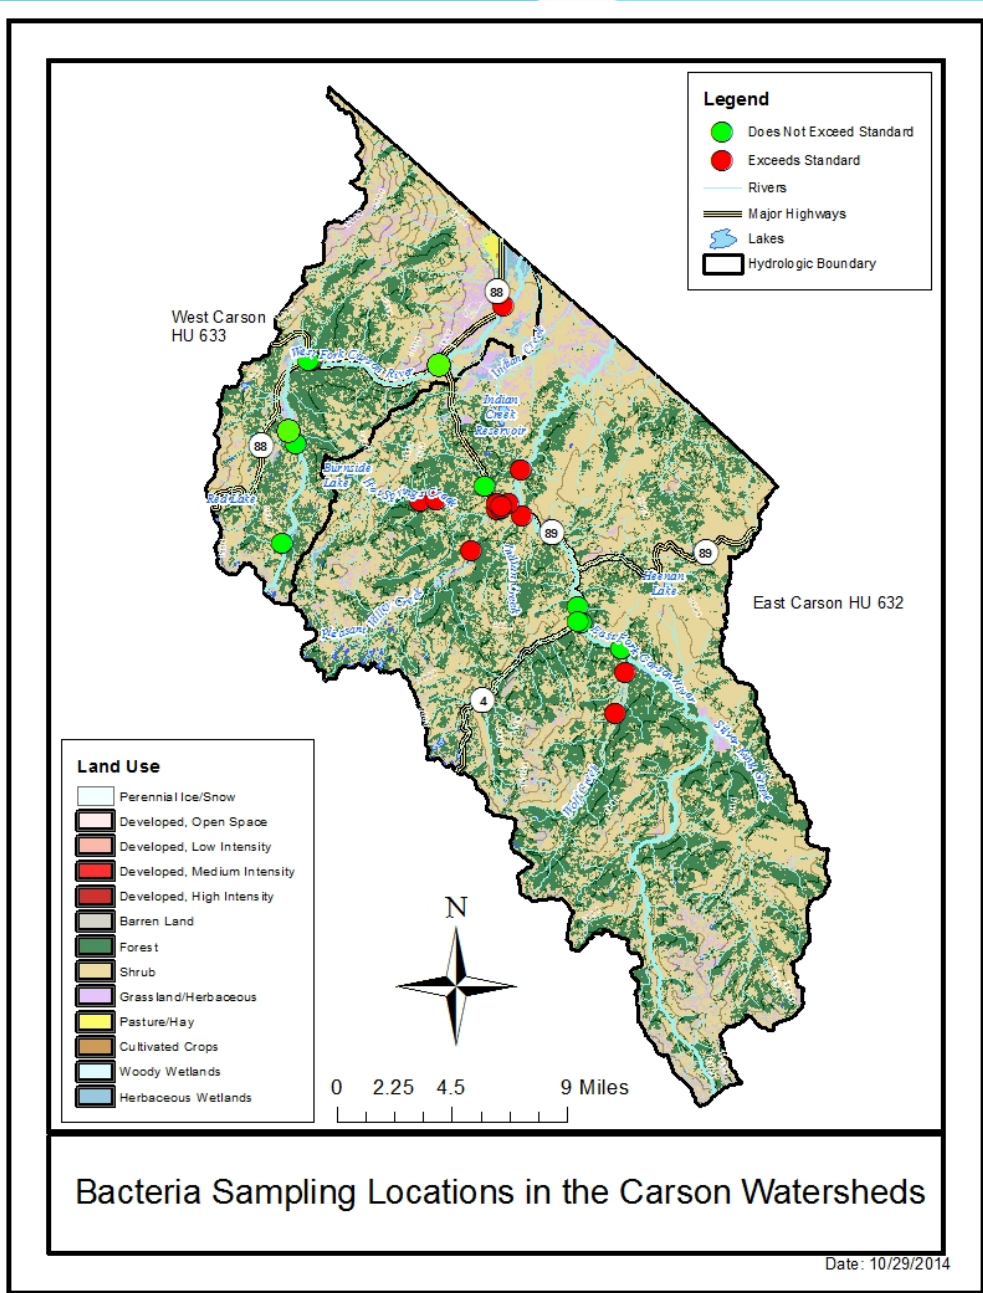 Legend
Does Not Exceed Standard
Exceeds Standard
Rivers
Major Highways
Lakes
Hydrologic Boundary
88
West Carson
HU 633
West Fork Carson River
Indian Creek
Indian
Creek
Reservoir
88
Burnside
Lake
Hot Springs Creek
Red Lake
89
89
Indian Creek
Heenan
Lake
East Carson HU 632
Pleasant Valley Creek
East Fork Carson River
4
Silver King Creek
Wolf Creek
Land Use
Perennial Ice/Snow
Developed, Open Space
Developed, Low Intensity
Developed, Medium Intensity
Developed, High Intensity
Barren Land
Forest
Shrub
Grassland/Herbaceous
Pasture/Hay
Cultivated Crops
Woody Wetlands
Herbaceous Wetlands
N
0 2.25 4.5 9 Miles
Bacteria Sampling Locations in the Carson Watersheds
Date: 10/29/2014